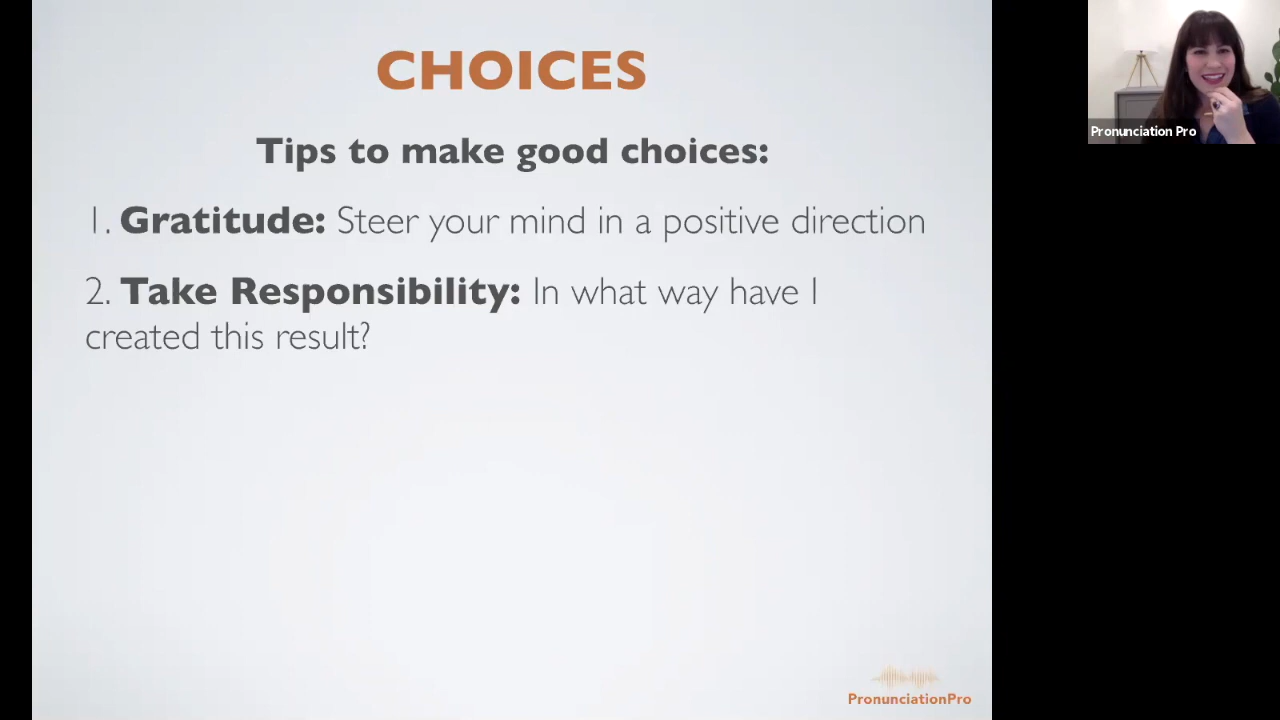 CHOICES
Tips to make good choices:
1. Gratitude: Steer your mind in a positive direction
2. Take Responsibility: In what way have I
created this result?
Pronunciation Pro
PronunciationPro